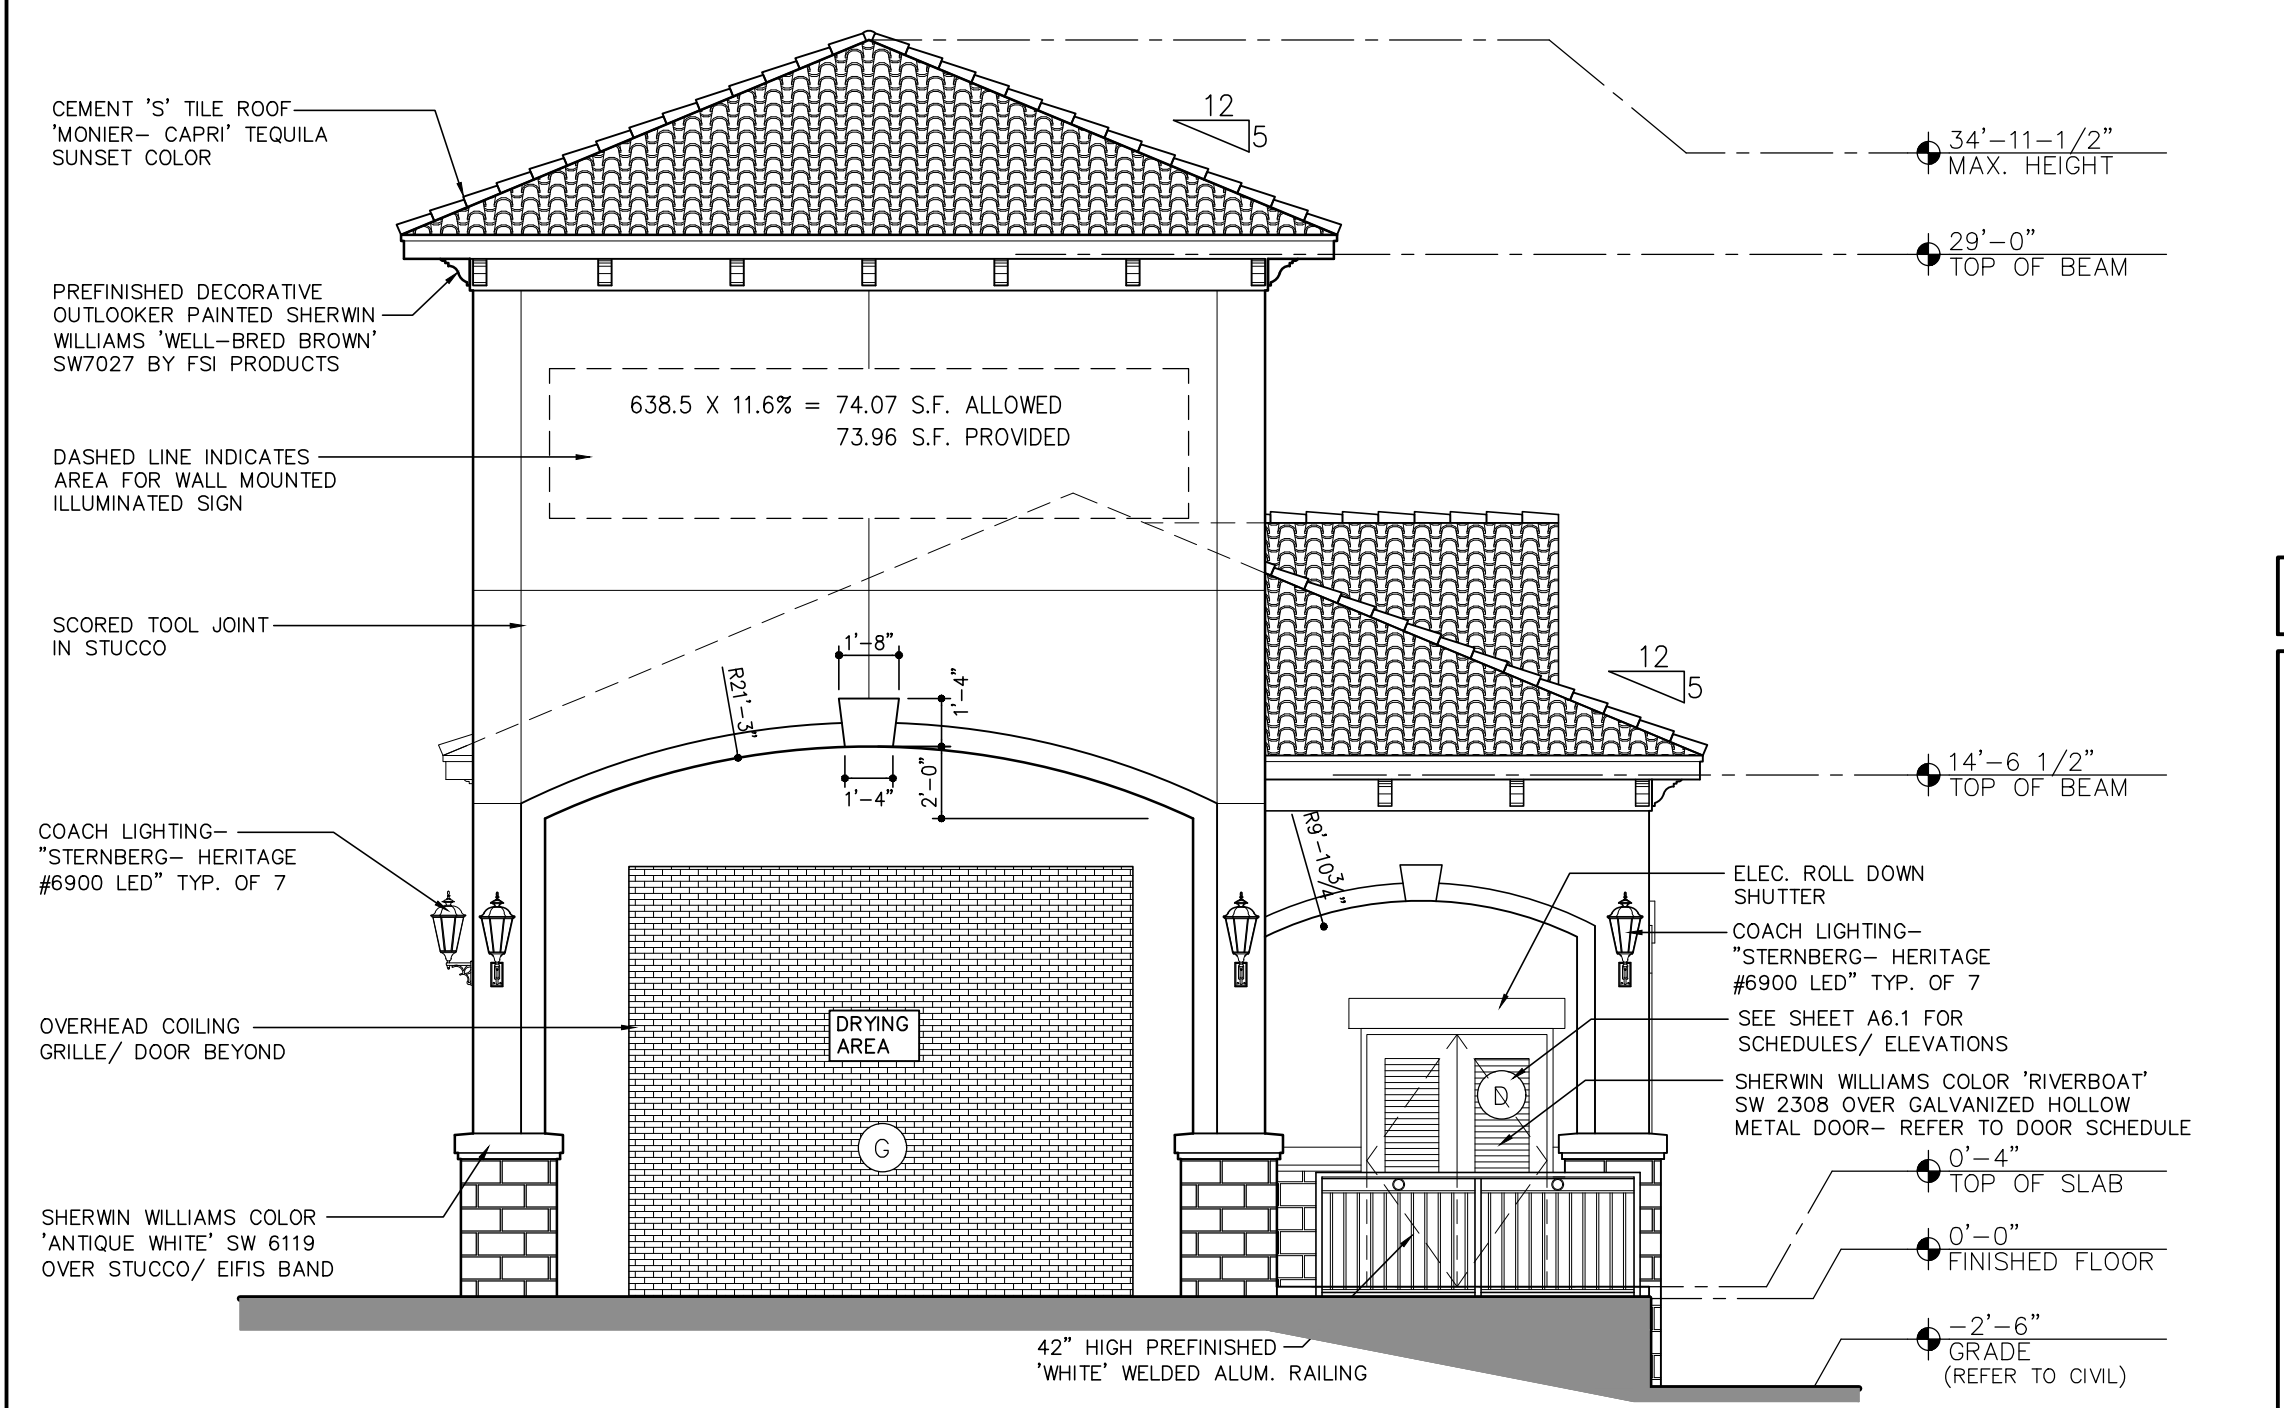 CEMENT 'S' TILE ROOF
'MONIER– CAPRI' TEQUILA
SUNSET COLOR
PREFINISHED DECORATIVE
OUTLOOKER PAINTED SHERWIN
WILLIAMS 'WELL–BRED BROWN'
SW7027 BY FSI PRODUCTS
DASHED LINE INDICATES
AREA FOR WALL MOUNTED
ILLUMINATED SIGN
SCORED TOOL JOINT
IN STUCCO
COACH LIGHTING–
"STERNBERG– HERITAGE
#6900 LED" TYP. OF 7
OVERHEAD COILING
GRILLE/ DOOR BEYOND
SHERWIN WILLIAMS COLOR
'ANTIQUE WHITE' SW 6119
OVER STUCCO/ EIFIS BAND
12
5
638.5 X 11.6% = 74.07 S.F. ALLOWED
73.96 S.F. PROVIDED
1'–8"
1'–4"
R21'–3"
1'–4"
2'–0"
DRYING
AREA
G
12
5
R9'–10 3/4"
D
42" HIGH PREFINISHED
'WHITE' WELDED ALUM. RAILING
34'–11–1/2"
MAX. HEIGHT
29'–0"
TOP OF BEAM
14'–6 1/2"
TOP OF BEAM
ELEC. ROLL DOWN
SHUTTER
COACH LIGHTING–
"STERNBERG– HERITAGE
#6900 LED" TYP. OF 7
SEE SHEET A6.1 FOR
SCHEDULES/ ELEVATIONS
SHERWIN WILLIAMS COLOR 'RIVERBOAT'
SW 2308 OVER GALVANIZED HOLLOW
METAL DOOR– REFER TO DOOR SCHEDULE
0'–4"
TOP OF SLAB
0'–0"
FINISHED FLOOR
–2'–6"
GRADE
(REFER TO CIVIL)